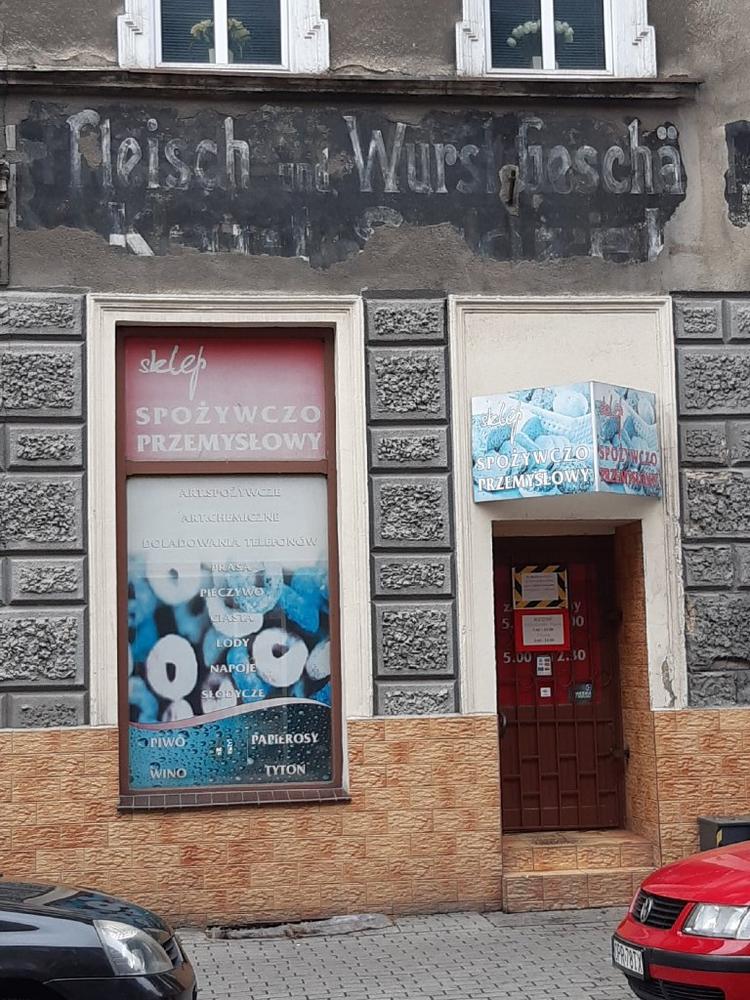 Fleisch und Wurst Geschä
sklep
SPOŻYWCZO
PRZEMYSŁOWY
ART.SPOŻYWCZE
ART.CHEMICZNE
DOŁADOWANIA TELEFONÓW
PRASA
PIECZYWO
CIASTA
LODY
NAPOJE
SŁODYCZE
PIWO PAPIEROSY
WINO TYTOŃ
sklep
SPOŻYWCZO
PRZEMYSŁOWY
sklep
SPOŻYWCZO
PRZEMYSŁOWY